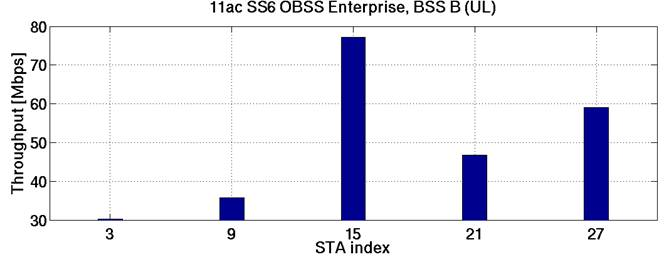 11ac SS6 OBSS Enterprise, BSS B (UL)
Throughput [Mbps]
80
70
60
50
40
30
3 9 15 21 27
STA index